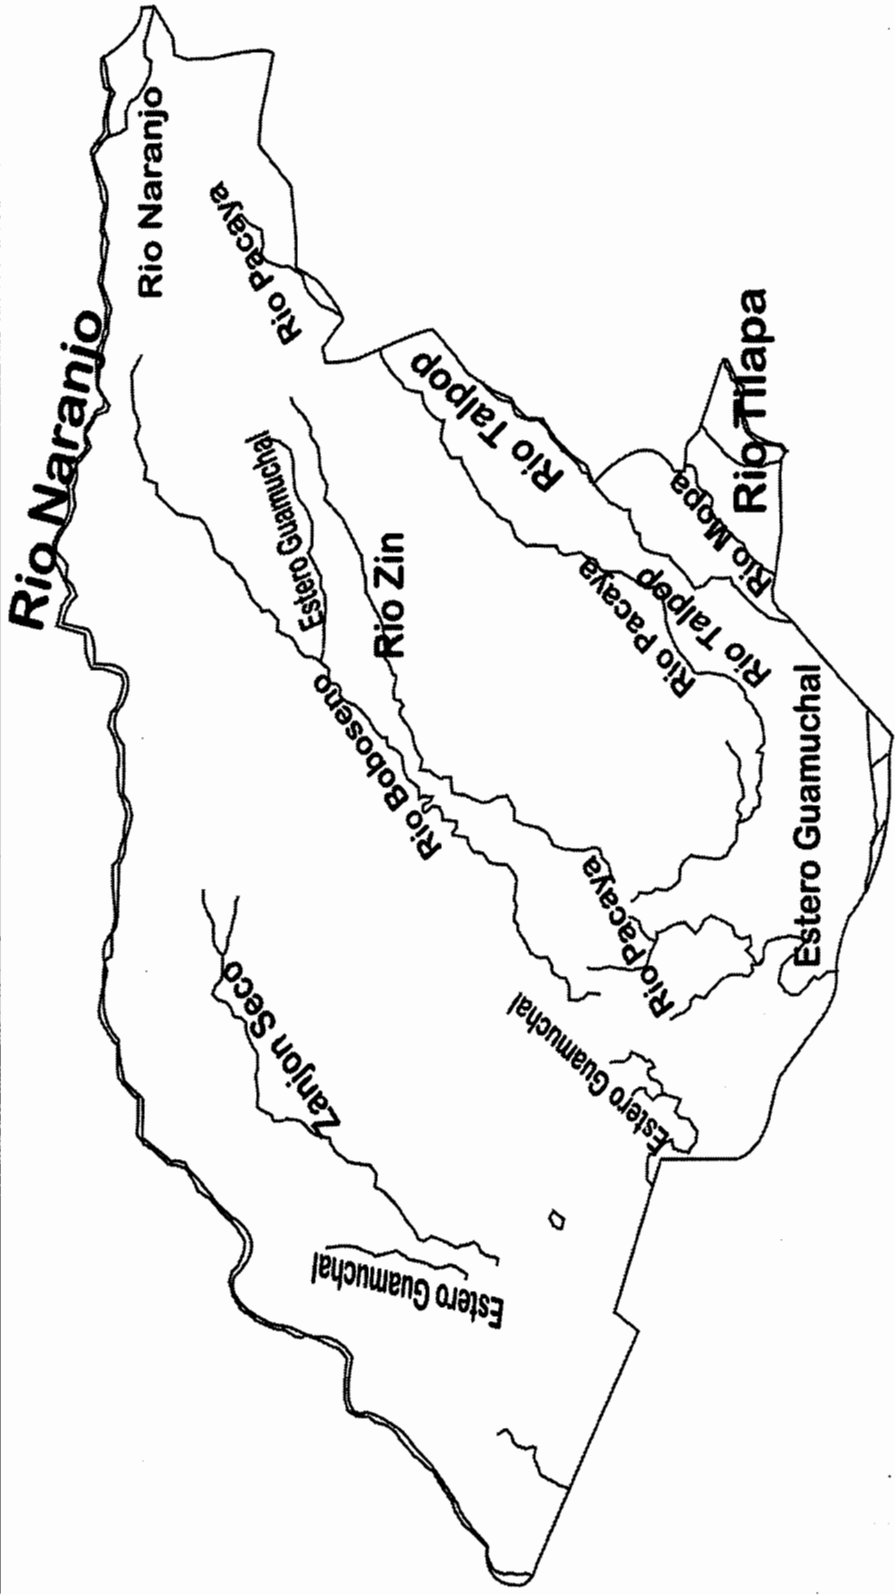 Rio Naranjo
Rio Naranjo
Rio Pacaya
Estero Guamuchal
Rio Talpop
Rio Tilapa
Rio Zin
Rio Mopa
Rio Pacaya
Rio Talpop
Rio Boboseno
Estero Guamuchal
Rio Pacaya
Zanjon Seco
Estero Guamuchal
Estero Guamuchal